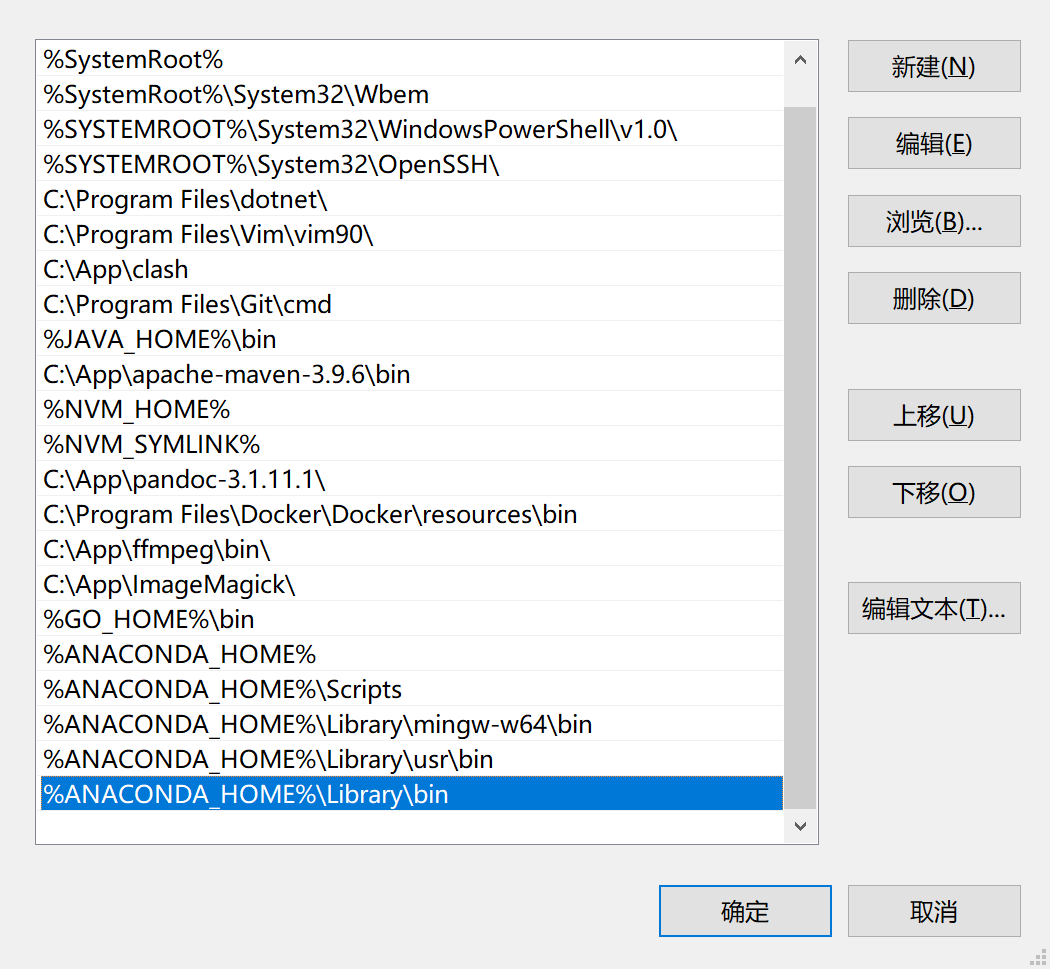 %SystemRoot%
%SystemRoot%\System32\Wbem
%SYSTEMROOT%\System32\WindowsPowerShell\v1.0\
%SYSTEMROOT%\System32\OpenSSH\
C:\Program Files\dotnet\
C:\Program Files\Vim\vim90\
C:\App\clash
C:\Program Files\Git\cmd
%JAVA_HOME%\bin
C:\App\apache-maven-3.9.6\bin
%NVM_HOME%
%NVM_SYMLINK%
C:\App\pandoc-3.1.11.1\
C:\Program Files\Docker\Docker\resources\bin
C:\App\ffmpeg\bin\
C:\App\ImageMagick\
%GO_HOME%\bin
%ANACONDA_HOME%
%ANACONDA_HOME%\Scripts
%ANACONDA_HOME%\Library\mingw-w64\bin
%ANACONDA_HOME%\Library\usr\bin
%ANACONDA_HOME%\Library\bin
新建(N)
编辑(E)
浏览(B)...
删除(D)
上移(U)
下移(O)
编辑文本(T)...
确定
取消